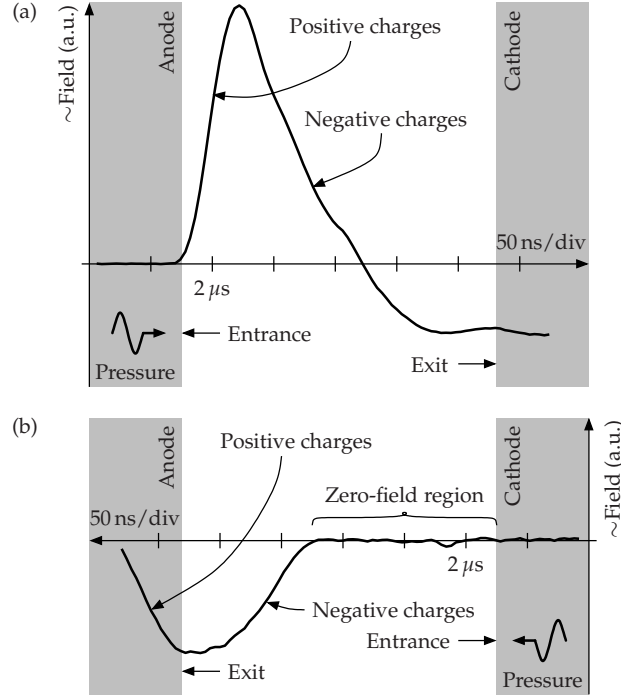 (a)
~Field (a.u.)
Anode
Positive charges
Negative charges
Cathode
50 ns/div
2 μs
Entrance
Exit
Pressure
(b)
Anode
Positive charges
Zero-field region
Cathode
~Field (a.u.)
50 ns/div
2 μs
Negative charges
Entrance
Exit
Pressure